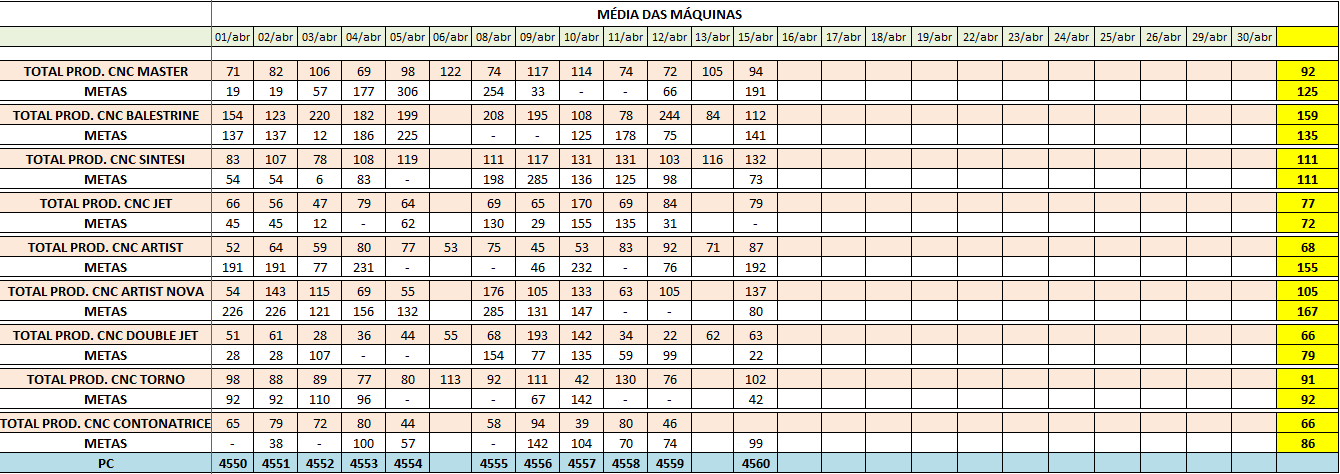 MÉDIA DAS MÁQUINAS
01/abr 02/abr 03/abr 04/abr 05/abr 06/abr 08/abr 09/abr 10/abr 11/abr 12/abr 13/abr 15/abr 16/abr 17/abr 18/abr 19/abr 22/abr 23/abr 24/abr 25/abr 26/abr 29/abr 30/abr
TOTAL PROD. CNC MASTER 71 82 106 69 98 122 74 117 114 74 72 105 94 92
METAS 19 19 57 177 306 254 33 - - 66 191 125
TOTAL PROD. CNC BALESTRINE 154 123 220 182 199 208 195 108 78 244 84 112 159
METAS 137 137 12 186 225 - - 125 178 75 141 135
TOTAL PROD. CNC SINTESI 83 107 78 108 119 111 117 131 131 103 116 132 111
METAS 54 54 6 83 - 198 285 136 125 98 73 111
TOTAL PROD. CNC JET 66 56 47 79 64 69 65 170 69 84 79 77
METAS 45 45 12 - 62 130 29 155 135 31 - 72
TOTAL PROD. CNC ARTIST 52 64 59 80 77 53 75 45 53 83 92 71 87 68
METAS 191 191 77 231 - - 46 232 - 76 192 155
TOTAL PROD. CNC ARTIST NOVA 54 143 115 69 55 176 105 133 63 105 137 105
METAS 226 226 121 156 132 285 131 147 - - 80 167
TOTAL PROD. CNC DOUBLE JET 51 61 28 36 44 55 68 193 142 34 22 62 63 66
METAS 28 28 107 - - 154 77 135 59 99 22 79
TOTAL PROD. CNC TORNO 98 88 89 77 80 113 92 111 42 130 76 102 91
METAS 92 92 110 96 - - 67 142 - - 42 92
TOTAL PROD. CNC CONTONATRICE 65 79 72 80 44 58 94 39 80 46 66
METAS - 38 - 100 57 - 142 104 70 74 99 86
PC 4550 4551 4552 4553 4554 4555 4556 4557 4558 4559 4560